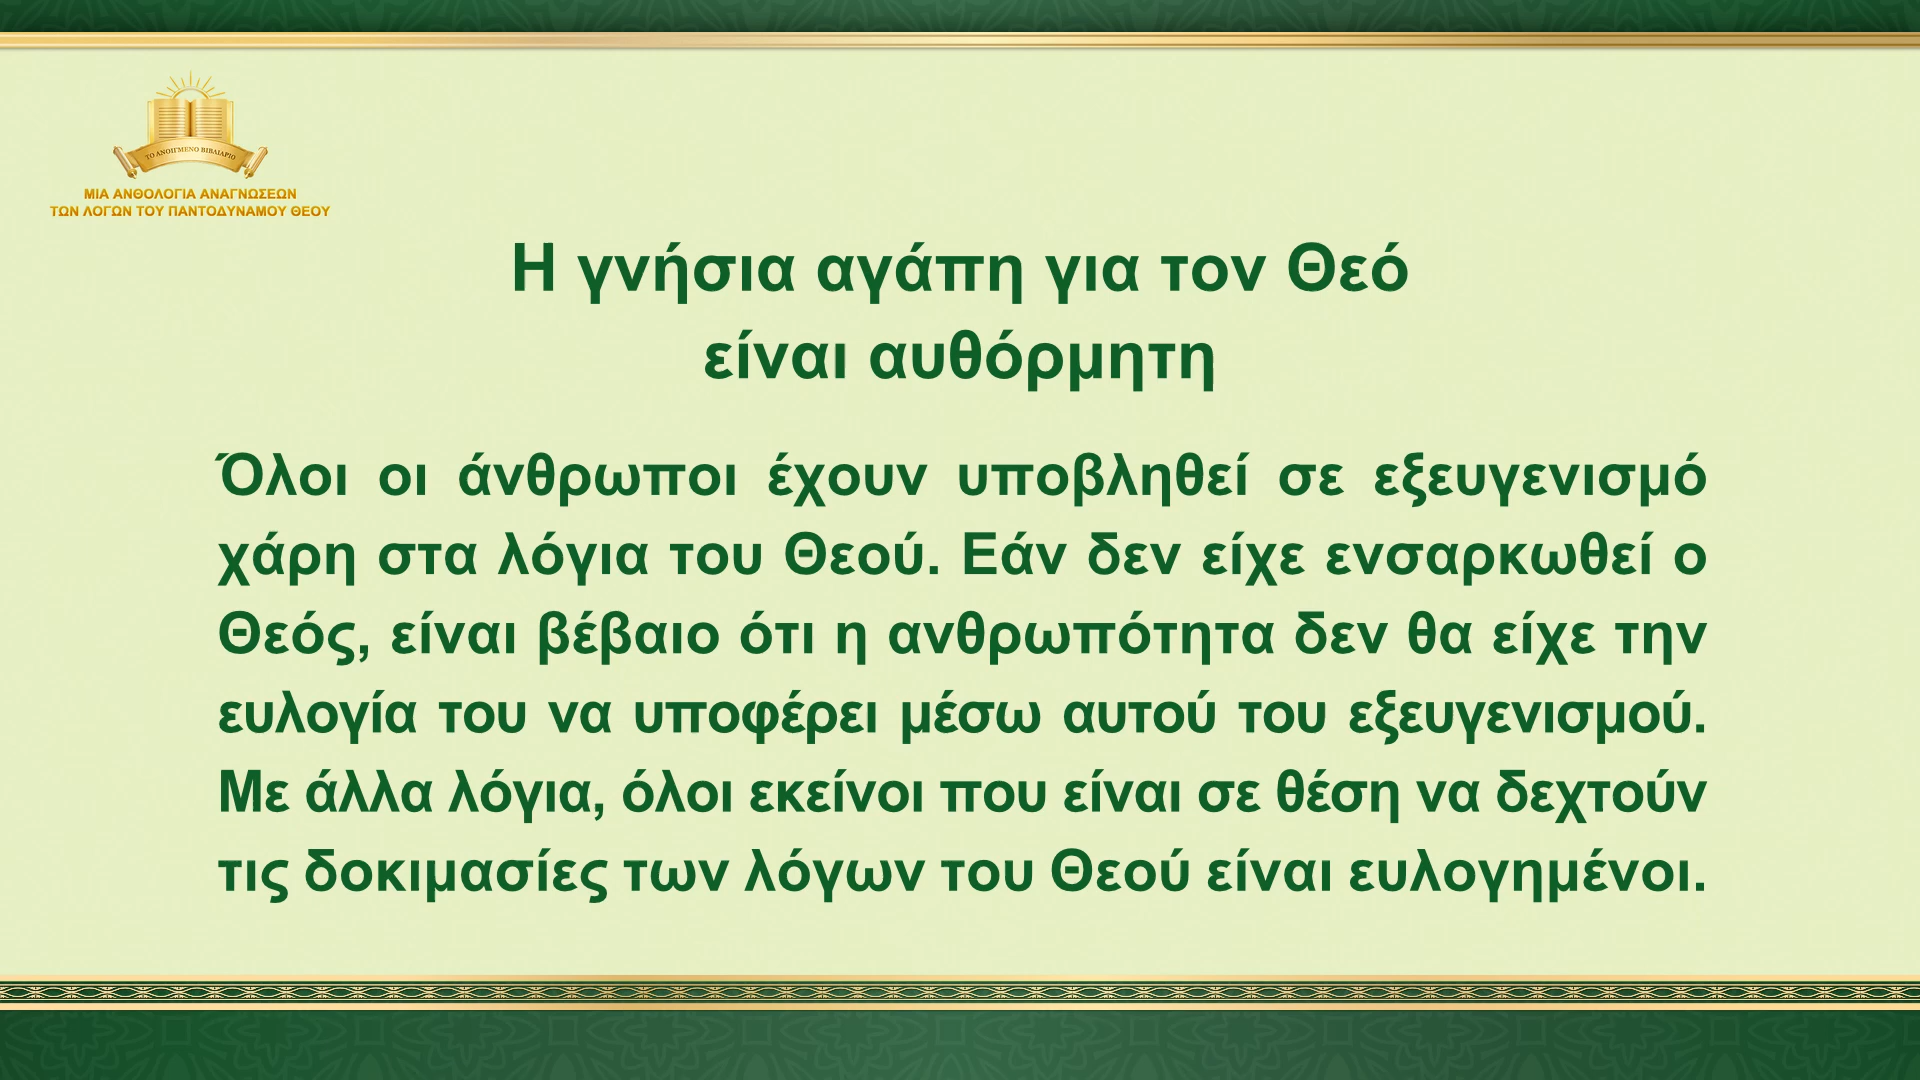 ΤΟ ΑΝΟΙΓΜΕΝΟ ΒΙΒΛΙΑΡΙΟ
ΜΙΑ ΑΝΘΟΛΟΓΙΑ ΑΝΑΓΝΩΣΕΩΝ
ΤΩΝ ΛΟΓΩΝ ΤΟΥ ΠΑΝΤΟΔΥΝΑΜΟΥ ΘΕΟΥ
Η γνήσια αγάπη για τον Θεό
είναι αυθόρμητη
Όλοι οι άνθρωποι έχουν υποβληθεί σε εξευγενισμό
χάρη στα λόγια του Θεού. Εάν δεν είχε ενσαρκωθεί ο
Θεός, είναι βέβαιο ότι η ανθρωπότητα δεν θα είχε την
ευλογία του να υποφέρει μέσω αυτού του εξευγενισμού.
Με άλλα λόγια, όλοι εκείνοι που είναι σε θέση να δεχτούν
τις δοκιμασίες των λόγων του Θεού είναι ευλογημένοι.